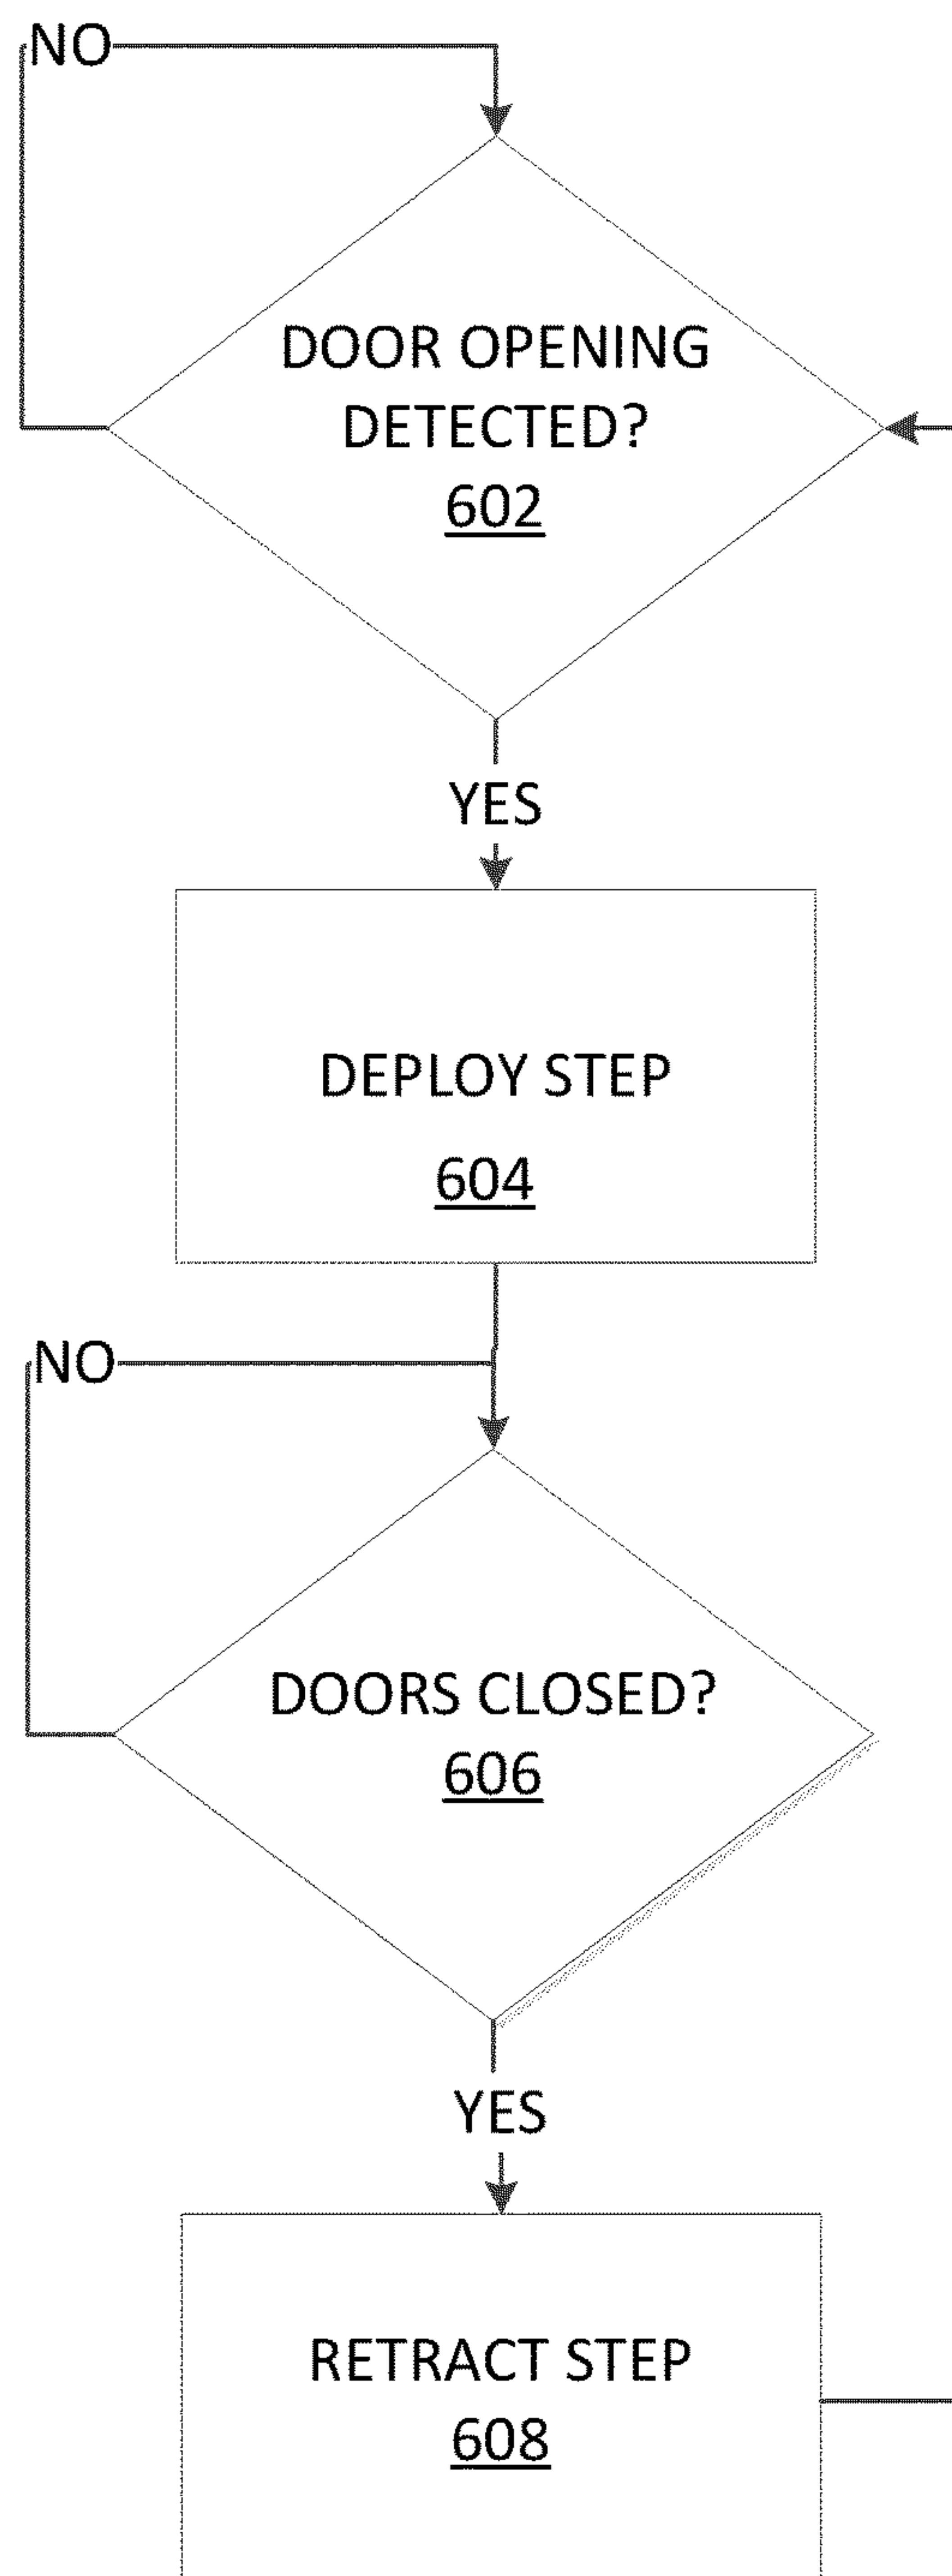 NO
DOOR OPENING
DETECTED?
602
YES
DEPLOY STEP
604
NO
DOORS CLOSED?
606
YES
RETRACT STEP
608